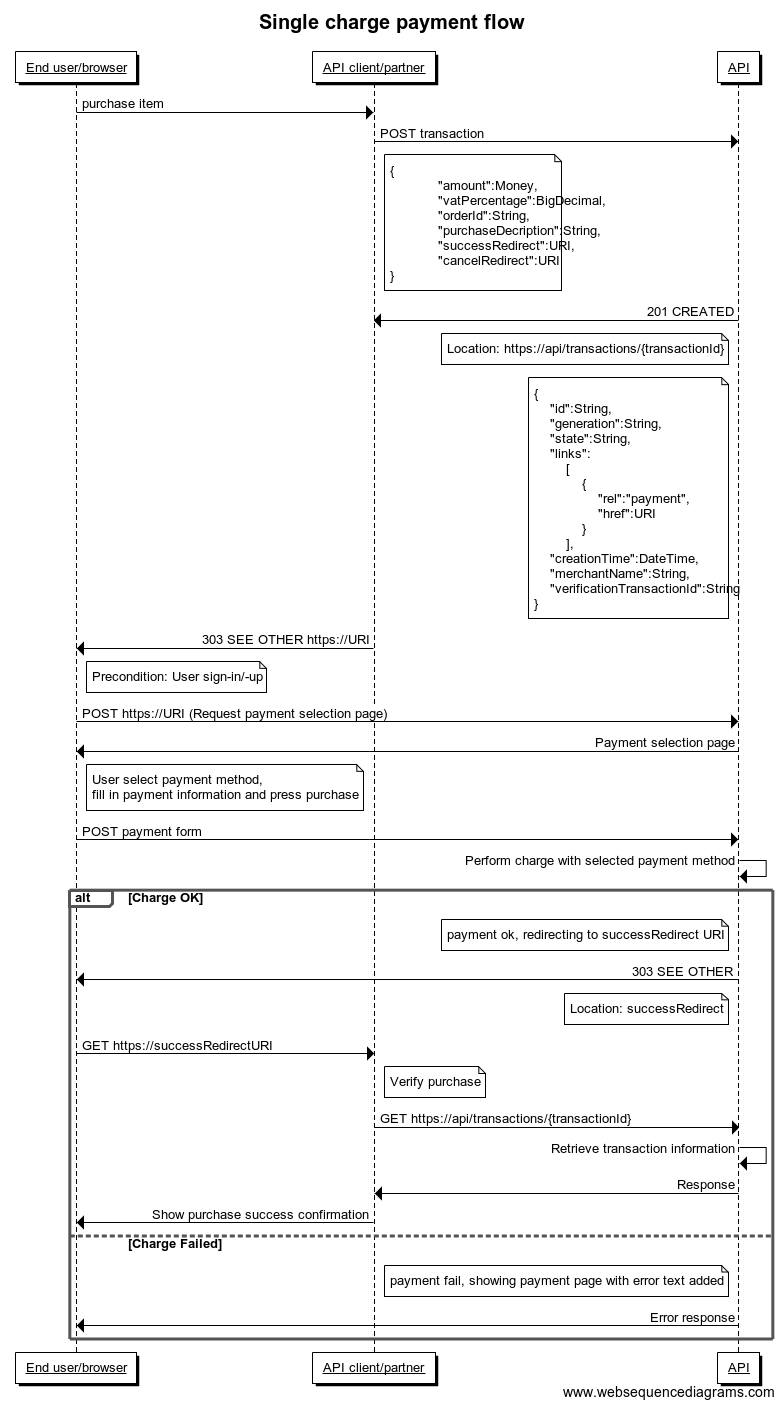 Single charge payment flow
End user/browser
API client/partner
API
purchase item
POST transaction
{
"amount":Money,
"vatPercentage":BigDecimal,
"orderId":String,
"purchaseDecription":String,
"successRedirect":URI,
"cancelRedirect":URI
}
201 CREATED
Location: https://api/transactions/{transactionId}
{
"id":String,
"generation":String,
"state":String,
"links":
[
{
"rel":"payment",
"href":URI
}
],
"creationTime":DateTime,
"merchantName":String,
"verificationTransactionId":String
}
303 SEE OTHER https://URI
Precondition: User sign-in/-up
POST https://URI (Request payment selection page)
Payment selection page
User select payment method,
fill in payment information and press purchase
POST payment form
Perform charge with selected payment method
alt [Charge OK]
payment ok, redirecting to successRedirect URI
303 SEE OTHER
Location: successRedirect
GET https://successRedirectURI
Verify purchase
GET https://api/transactions/{transactionId}
Retrieve transaction information
Response
Show purchase success confirmation
[Charge Failed]
payment fail, showing payment page with error text added
Error response
End user/browser
API client/partner
API
www.websequencediagrams.com